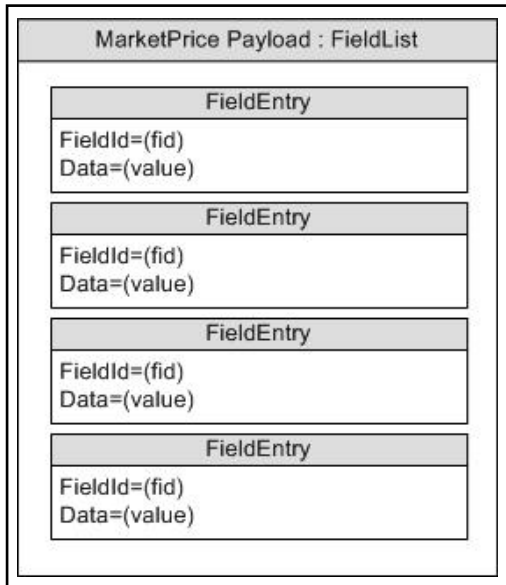 MarketPrice Payload : FieldList
FieldEntry
FieldId=(fid)
Data=(value)
FieldEntry
FieldId=(fid)
Data=(value)
FieldEntry
FieldId=(fid)
Data=(value)
FieldEntry
FieldId=(fid)
Data=(value)